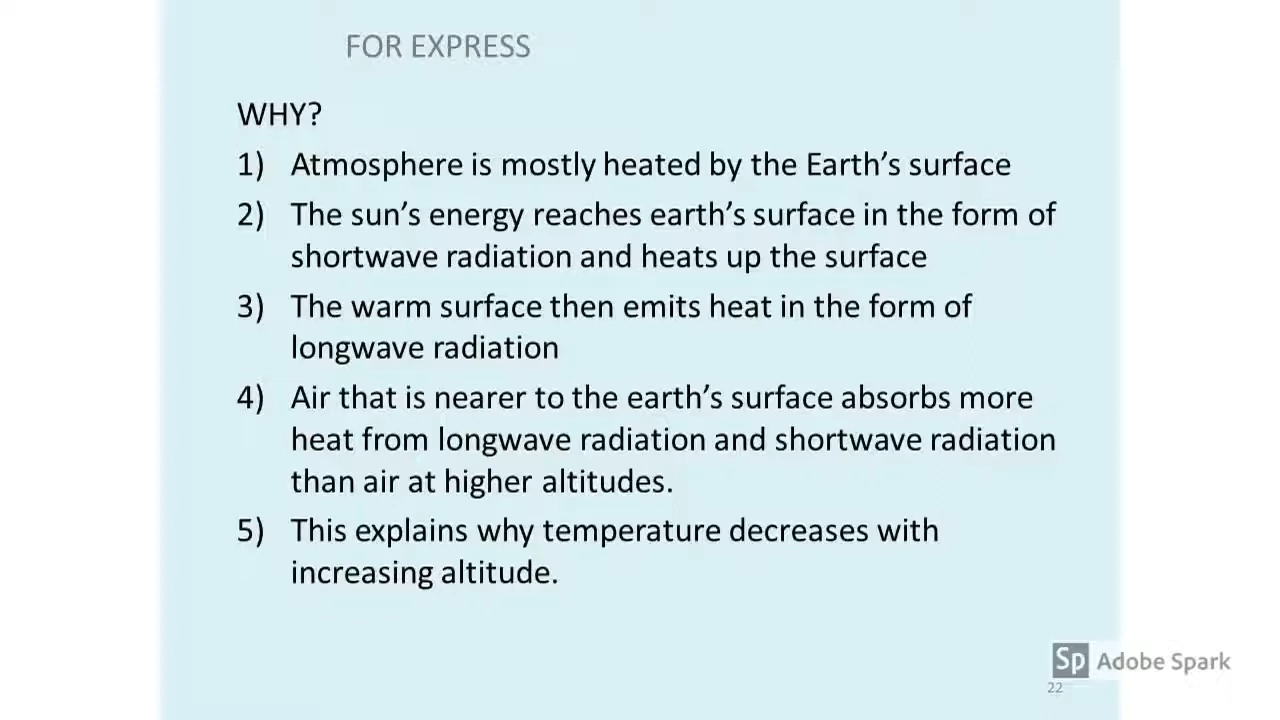 FOR EXPRESS
WHY?
1) Atmosphere is mostly heated by the Earth’s surface
2) The sun’s energy reaches earth’s surface in the form of
shortwave radiation and heats up the surface
3) The warm surface then emits heat in the form of
longwave radiation
4) Air that is nearer to the earth’s surface absorbs more
heat from longwave radiation and shortwave radiation
than air at higher altitudes.
5) This explains why temperature decreases with
increasing altitude.
Sp Adobe Spark
22